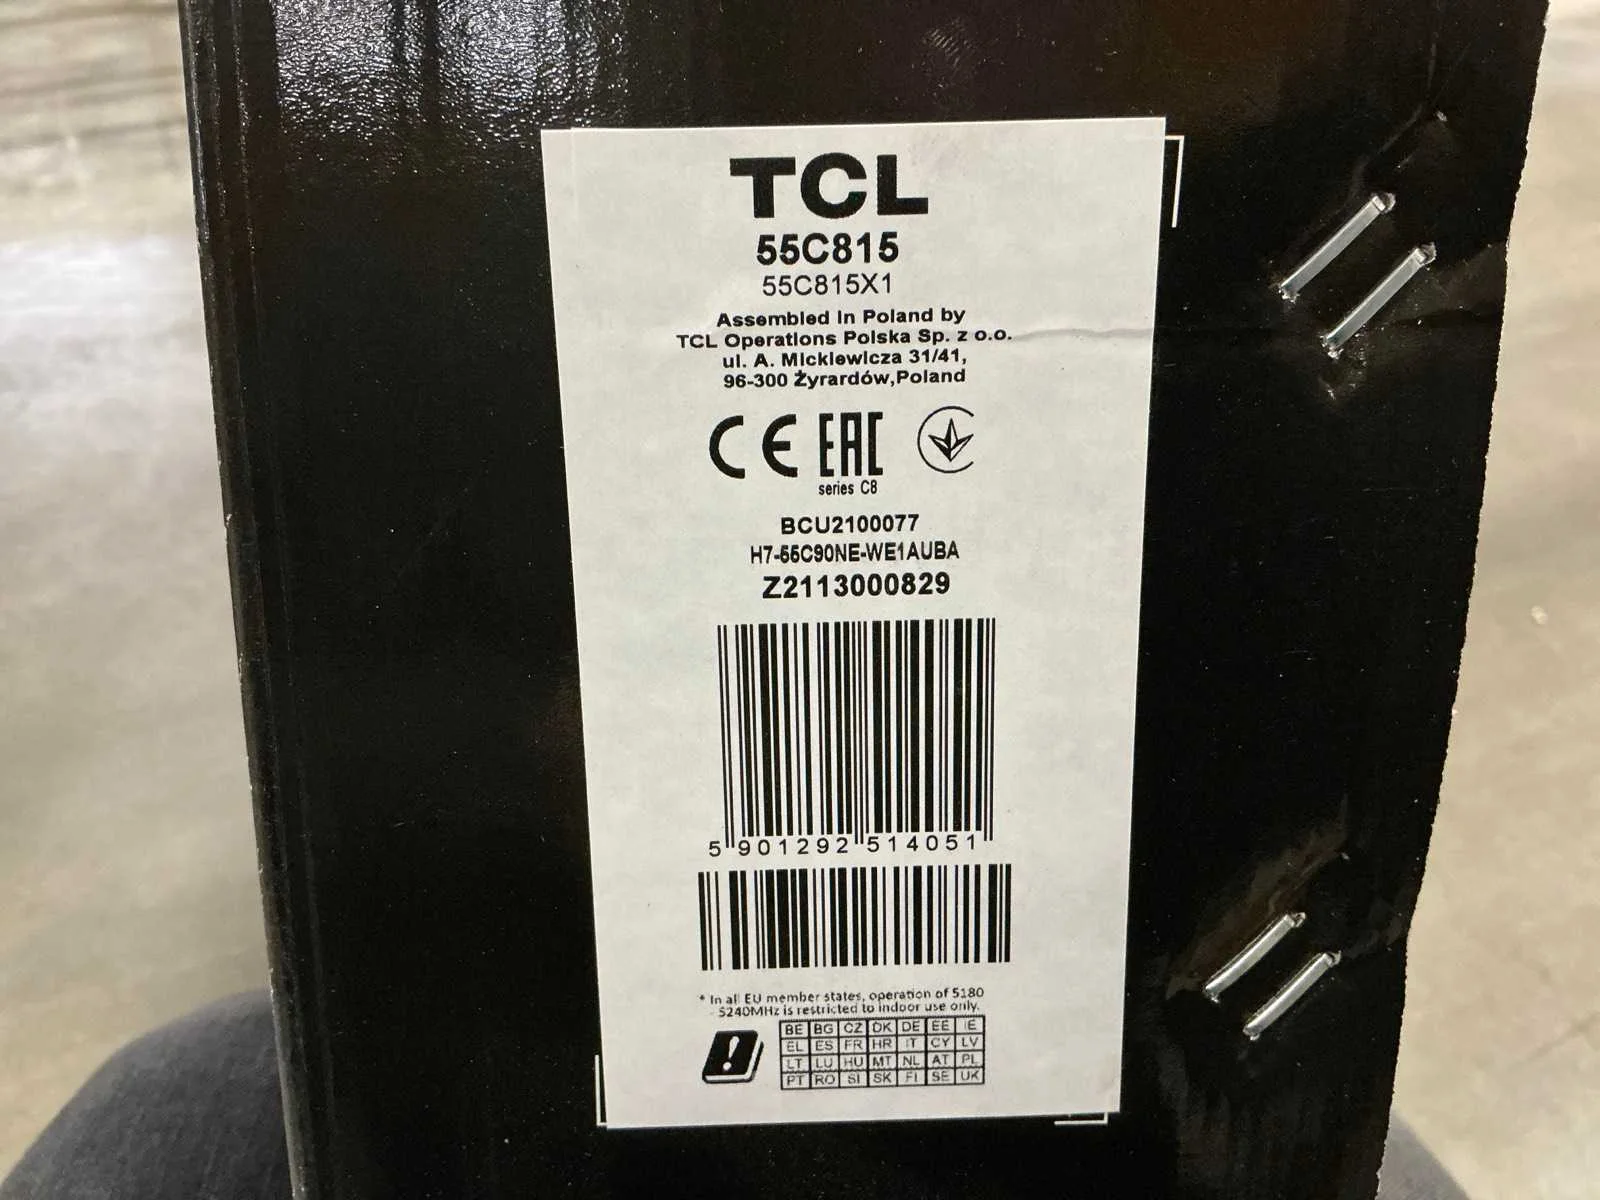 TCL
55C815
55C815X1
Assembled in Poland by
TCL Operations Polska Sp. z o.o.
ul. A. Mickiewicza 31/41,
96-300 Żyrardów,Poland
CE EAC
series C8
BCU2100077
H7-55C90NE-WE1AUBA
Z2113000829
5 901292 514051
* In all EU member states, operation of 5180
- 5240MHz is restricted to indoor use only.
BE BG CZ DK DE EE IE
EL ES FR HR IT CY LV
LT LU HU MT NL AT PL
PT RO SI SK FI SE UK